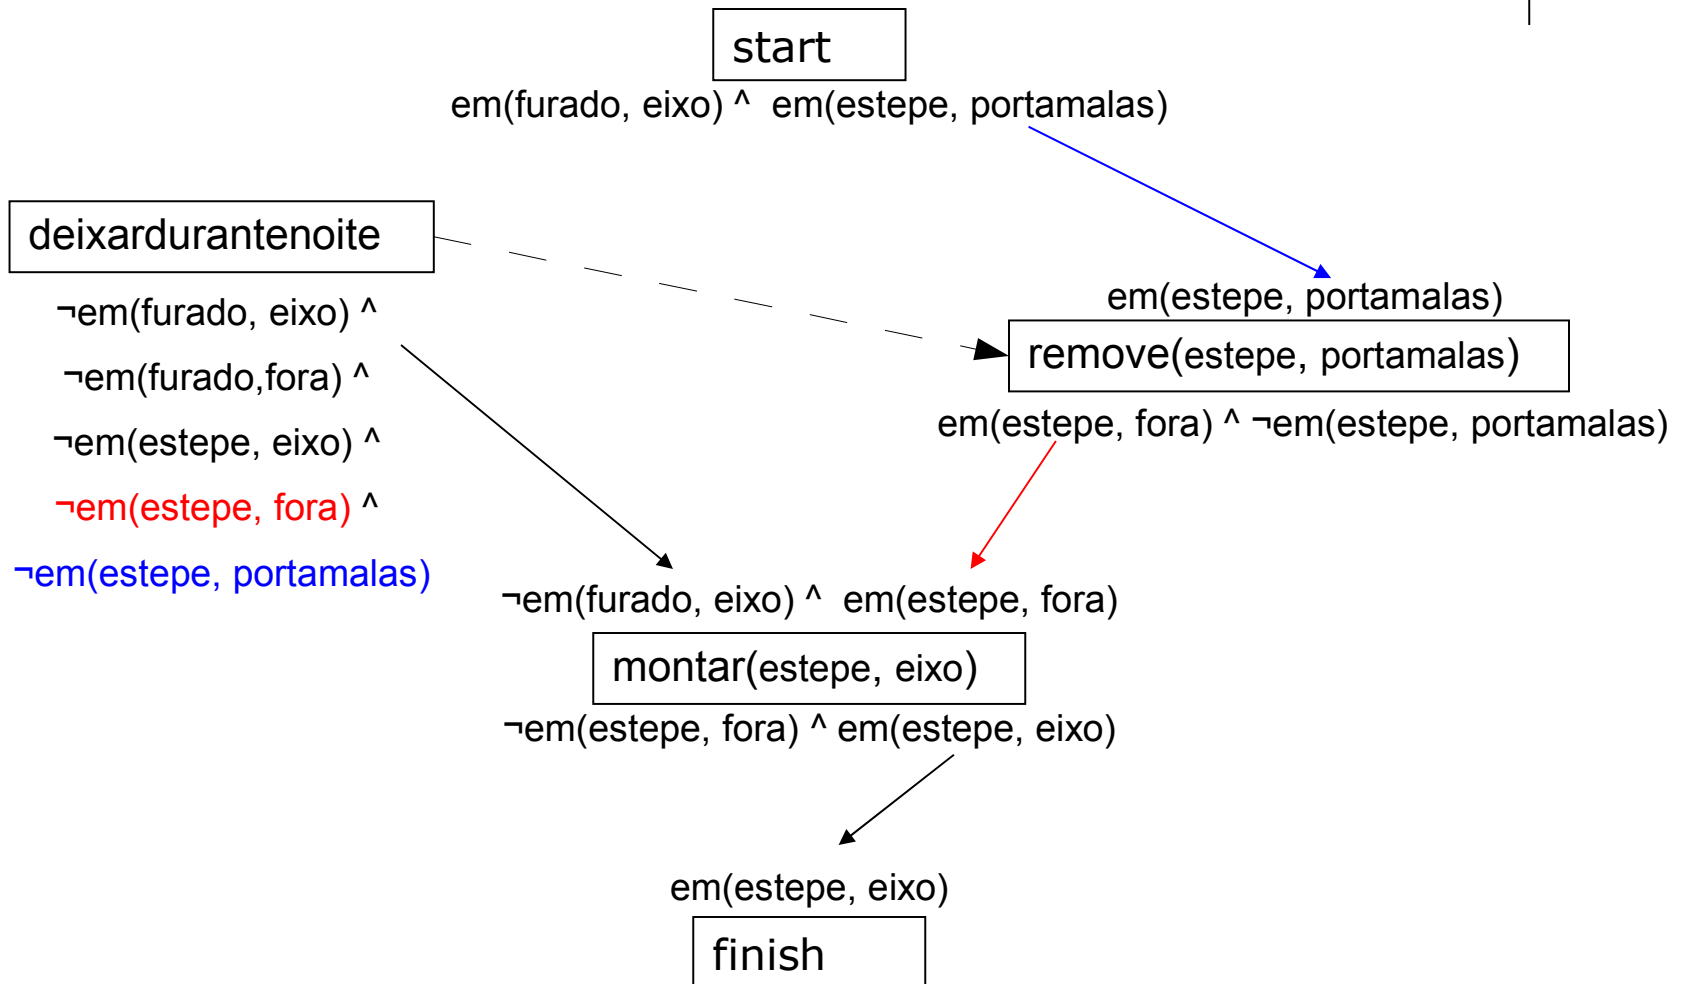 start
em(furado, eixo) ^ em(estepe, portamalas)
deixardurantenoite
¬em(furado, eixo) ^
¬em(furado,fora) ^
¬em(estepe, eixo) ^
¬em(estepe, fora) ^
¬em(estepe, portamalas)
em(estepe, portamalas)
remove(estepe, portamalas)
em(estepe, fora) ^ ¬em(estepe, portamalas)
¬em(furado, eixo) ^ em(estepe, fora)
montar(estepe, eixo)
¬em(estepe, fora) ^ em(estepe, eixo)
em(estepe, eixo)
finish